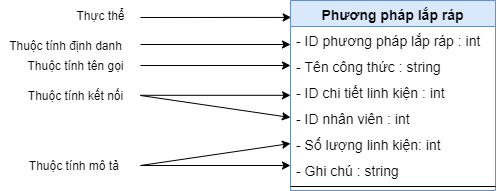 Thực thể
Phương pháp lắp ráp
Thuộc tính định danh
- ID phương pháp lắp ráp : int
Thuộc tính tên gọi
- Tên công thức : string
Thuộc tính kết nối
- ID chi tiết linh kiện : int
- ID nhân viên : int
- Số lượng linh kiện: int
Thuộc tính mô tả
- Ghi chú : string